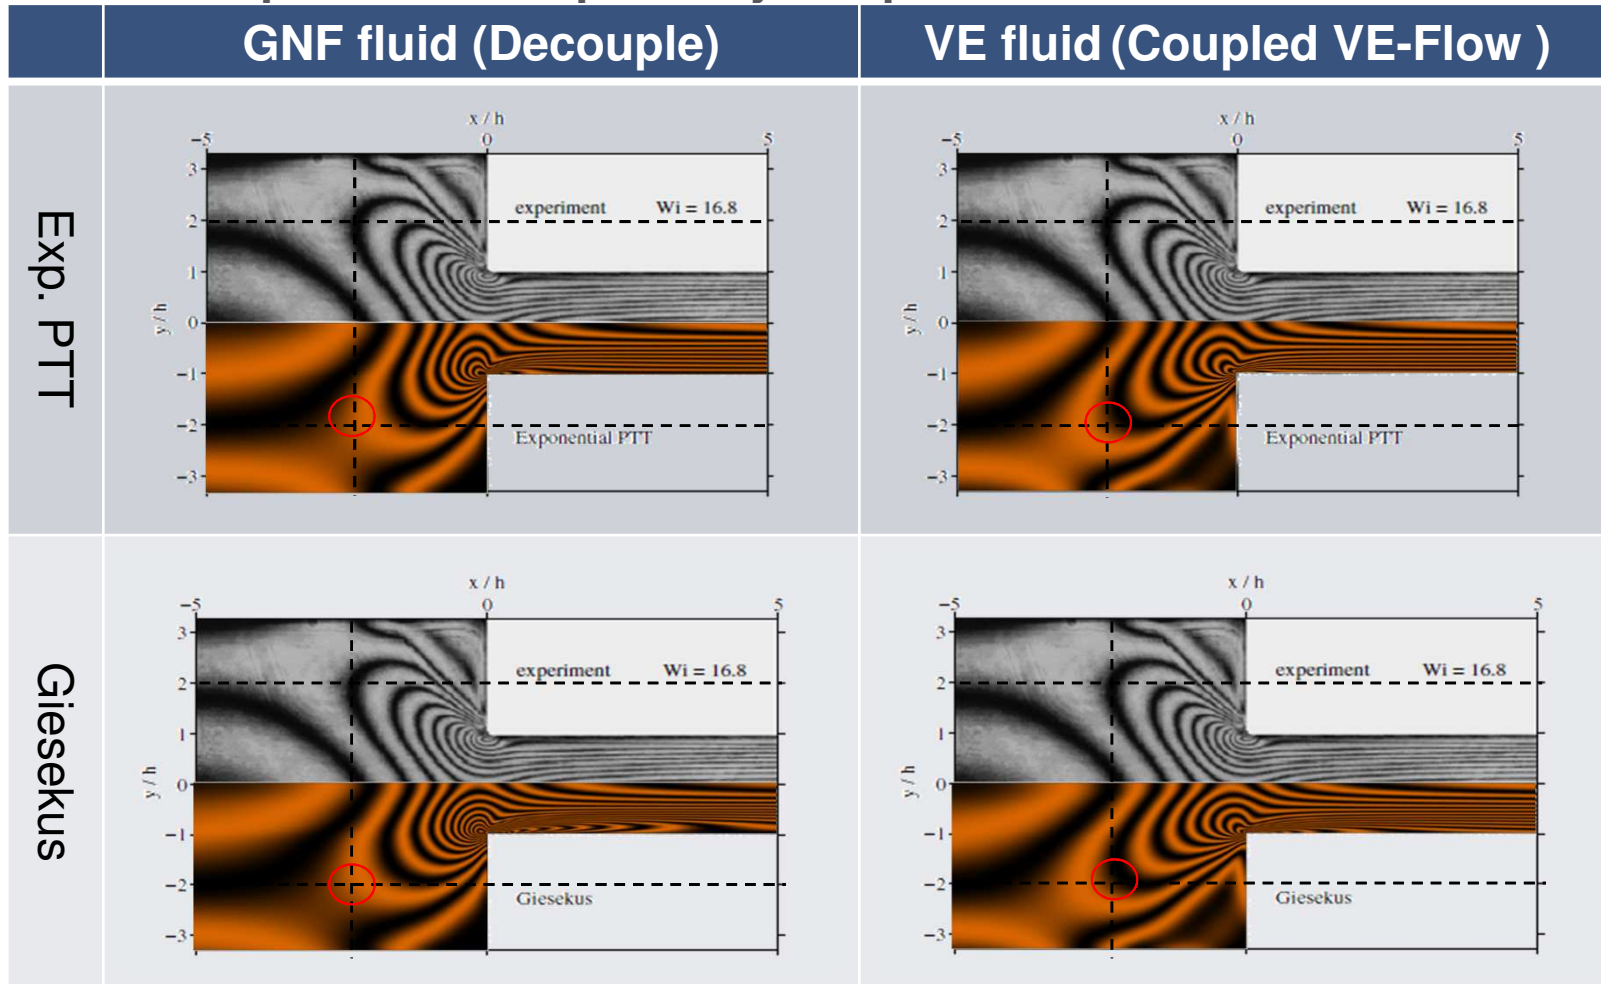 GNF fluid (Decouple)
VE fluid (Coupled VE-Flow )
Exp. PTT
x / h
−5 0 5
3
2
1
0
−1
−2
−3
y / h
experiment Wi = 16.8
Exponential PTT
x / h
−5 0 5
3
2
1
0
−1
−2
−3
y / h
experiment Wi = 16.8
Exponential PTT
Giesekus
x / h
−5 0 5
3
2
1
0
−1
−2
−3
y / h
experiment Wi = 16.8
Giesekus
x / h
−5 0 5
3
2
1
0
−1
−2
−3
y / h
experiment Wi = 16.8
Giesekus